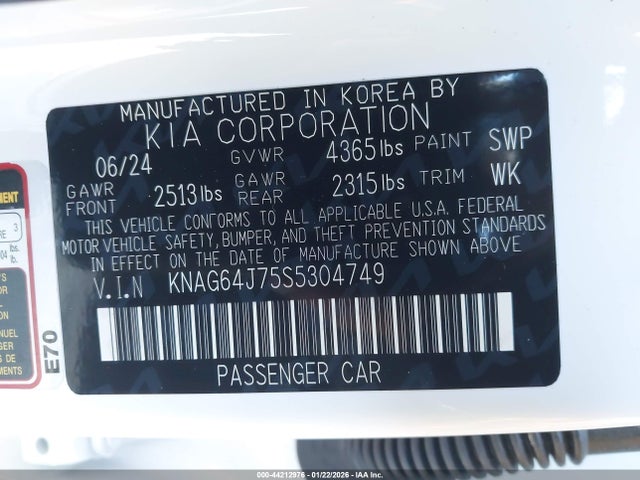 MANUFACTURED IN KOREA BY
KIA CORPORATION
06/24 GVWR 4365 lbs PAINT SWP
GAWR FRONT 2513 lbs GAWR REAR 2315 lbs TRIM WK
THIS VEHICLE CONFORMS TO ALL APPLICABLE U.S.A. FEDERAL
MOTOR VEHICLE SAFETY, BUMPER, AND THEFT PREVENTION STANDARDS
IN EFFECT ON THE DATE OF MANUFACTURE SHOWN ABOVE
V.I.N KNAG64J75S5304749
PASSENGER CAR
E70
3
lbs.
000-44212976 - 01/22/2026 - IAA Inc.